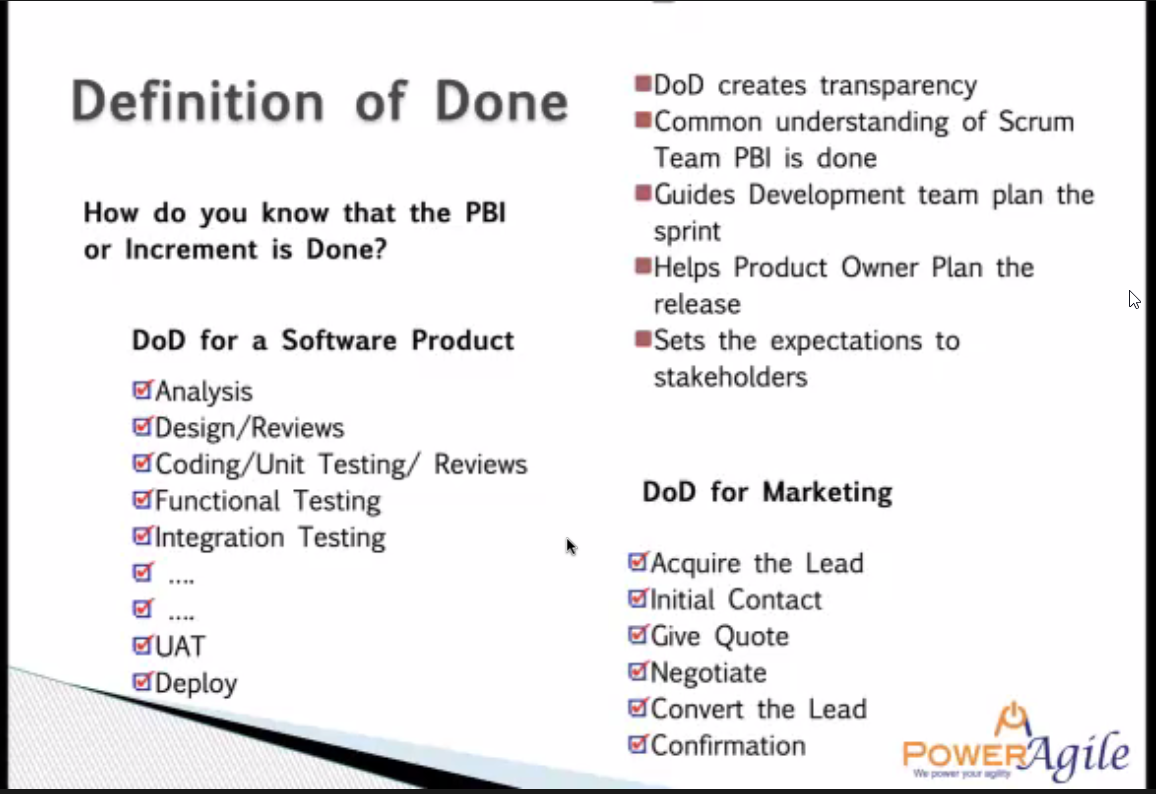 Definition of Done
How do you know that the PBI
or Increment is Done?
DoD for a Software Product
Analysis
Design/Reviews
Coding/Unit Testing/ Reviews
Functional Testing
Integration Testing
....
....
UAT
Deploy
DoD creates transparency
Common understanding of Scrum
Team PBI is done
Guides Development team plan the
sprint
Helps Product Owner Plan the
release
Sets the expectations to
stakeholders
DoD for Marketing
Acquire the Lead
Initial Contact
Give Quote
Negotiate
Convert the Lead
Confirmation
POWERAgile
We power your agility